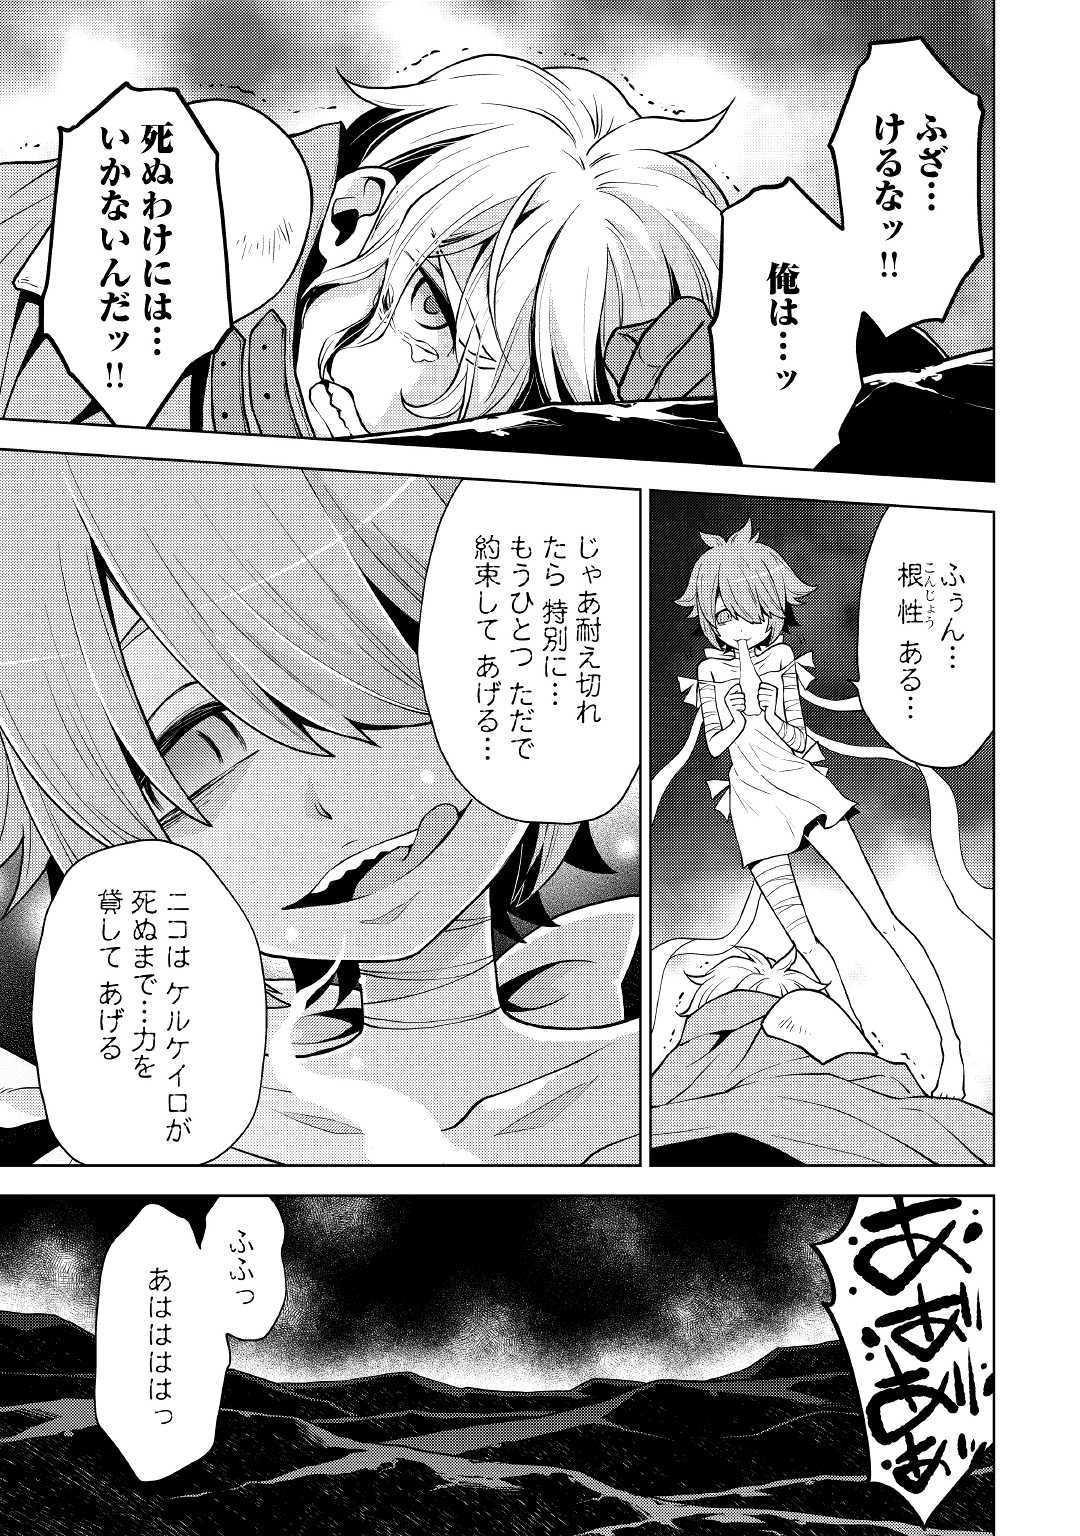 ふざ…
けるなッ!!
俺は…ッ
死ぬわけには…
いかないんだッ!!
ふぅん…
根性 ある…
こんじょう
じゃあ耐え切れ
たら 特別に…
もうひとつ ただで
約束して あげる…
ニコは ケルケイロが
死ぬまで…力を
貸して あげる
あぁあぁ
ああぁ
ふふっ
あはははっ